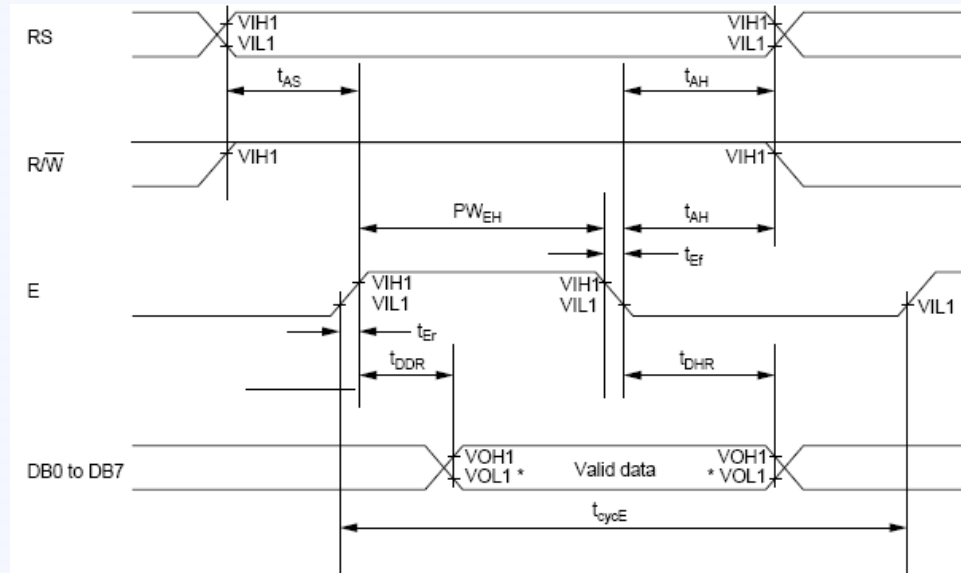 RS
VIH1
VIL1
VIH1
VIL1
tAS
tAH
R/W̅
VIH1
VIH1
PWEH
tAH
tEf
E
VIH1
VIL1
VIH1
VIL1
VIL1
tEr
tDDR
tDHR
DB0 to DB7
VOH1
VOL1 *
Valid data
VOH1
* VOL1
tcycE